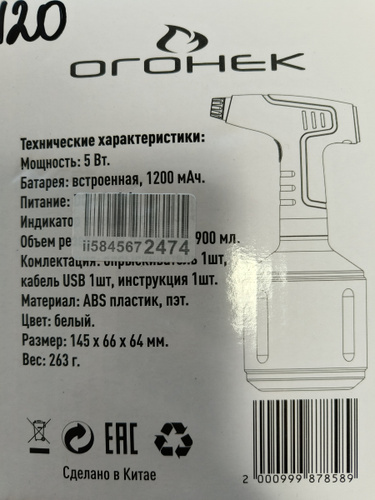 120
ОГОНЕК
Технические характеристики:
Мощность: 5 Вт.
Батарея: встроенная, 1200 мАч.
Питание:
Индикато
Объем ре 900 мл.
ii5845672474
Комлектация: опрыскиватель 1шт,
кабель USB 1шт, инструкция 1шт.
Материал: ABS пластик, пэт.
Цвет: белый.
Размер: 145 х 66 х 64 мм.
Вес: 263 г.
EAC
Сделано в Китае
2 000999 878589